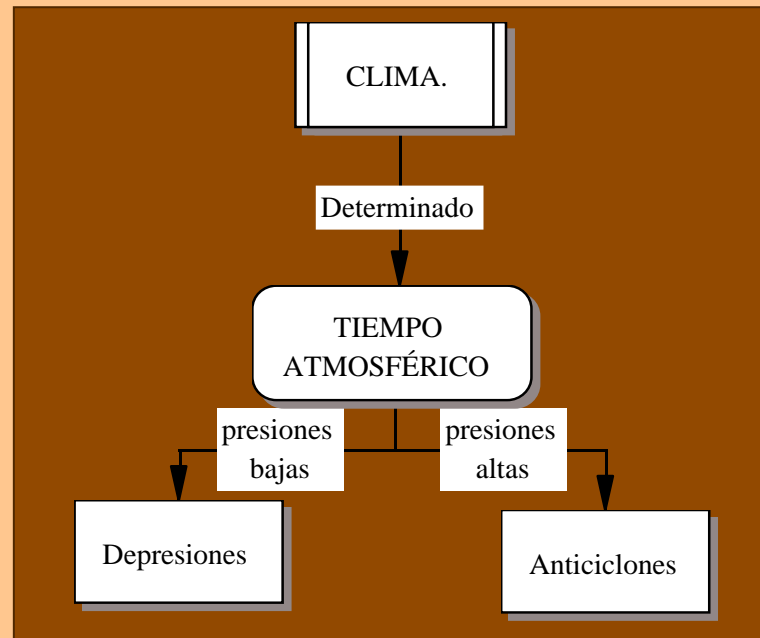 CLIMA.
Determinado
TIEMPO
ATMOSFÉRICO
presiones
bajas
presiones
altas
Depresiones
Anticiclones